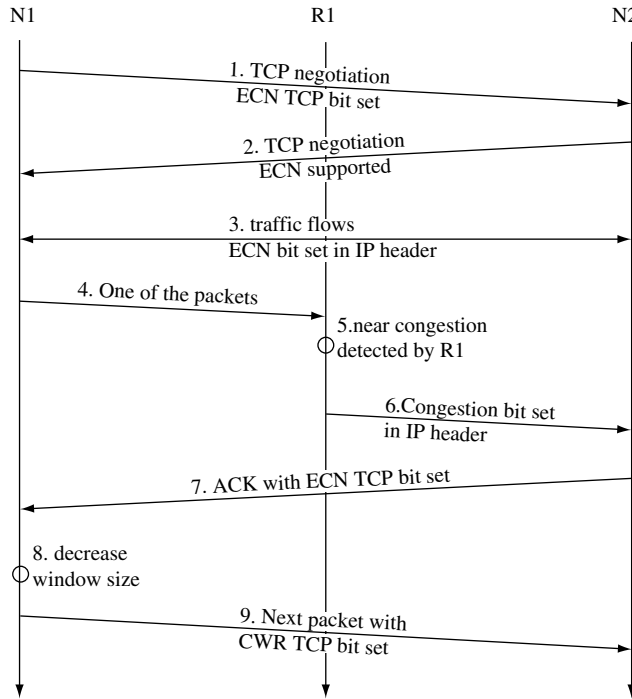 N1 R1 N2
1. TCP negotiation
ECN TCP bit set
2. TCP negotiation
ECN supported
3. traffic flows
ECN bit set in IP header
4. One of the packets
5.near congestion
detected by R1
6.Congestion bit set
in IP header
7. ACK with ECN TCP bit set
8. decrease
window size
9. Next packet with
CWR TCP bit set